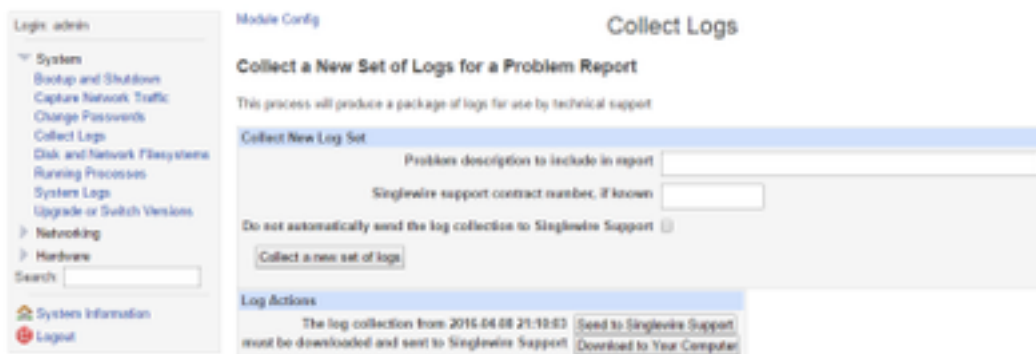 Login: admin
System
Bootup and Shutdown
Capture Network Traffic
Change Passwords
Collect Logs
Disk and Network Filesystems
Running Processes
System Logs
Upgrade or Switch Versions
Networking
Hardware
Search:
System Information
Logout
Module Config
Collect Logs
Collect a New Set of Logs for a Problem Report
This process will produce a package of logs for use by technical support
Collect New Log Set
Problem description to include in report
Singlewire support contract number, if known
Do not automatically send the log collection to Singlewire Support
Collect a new set of logs
Log Actions
The log collection from 2016-04-08 21:10:03 Send to Singlewire Support
must be downloaded and sent to Singlewire Support Download to Your Computer